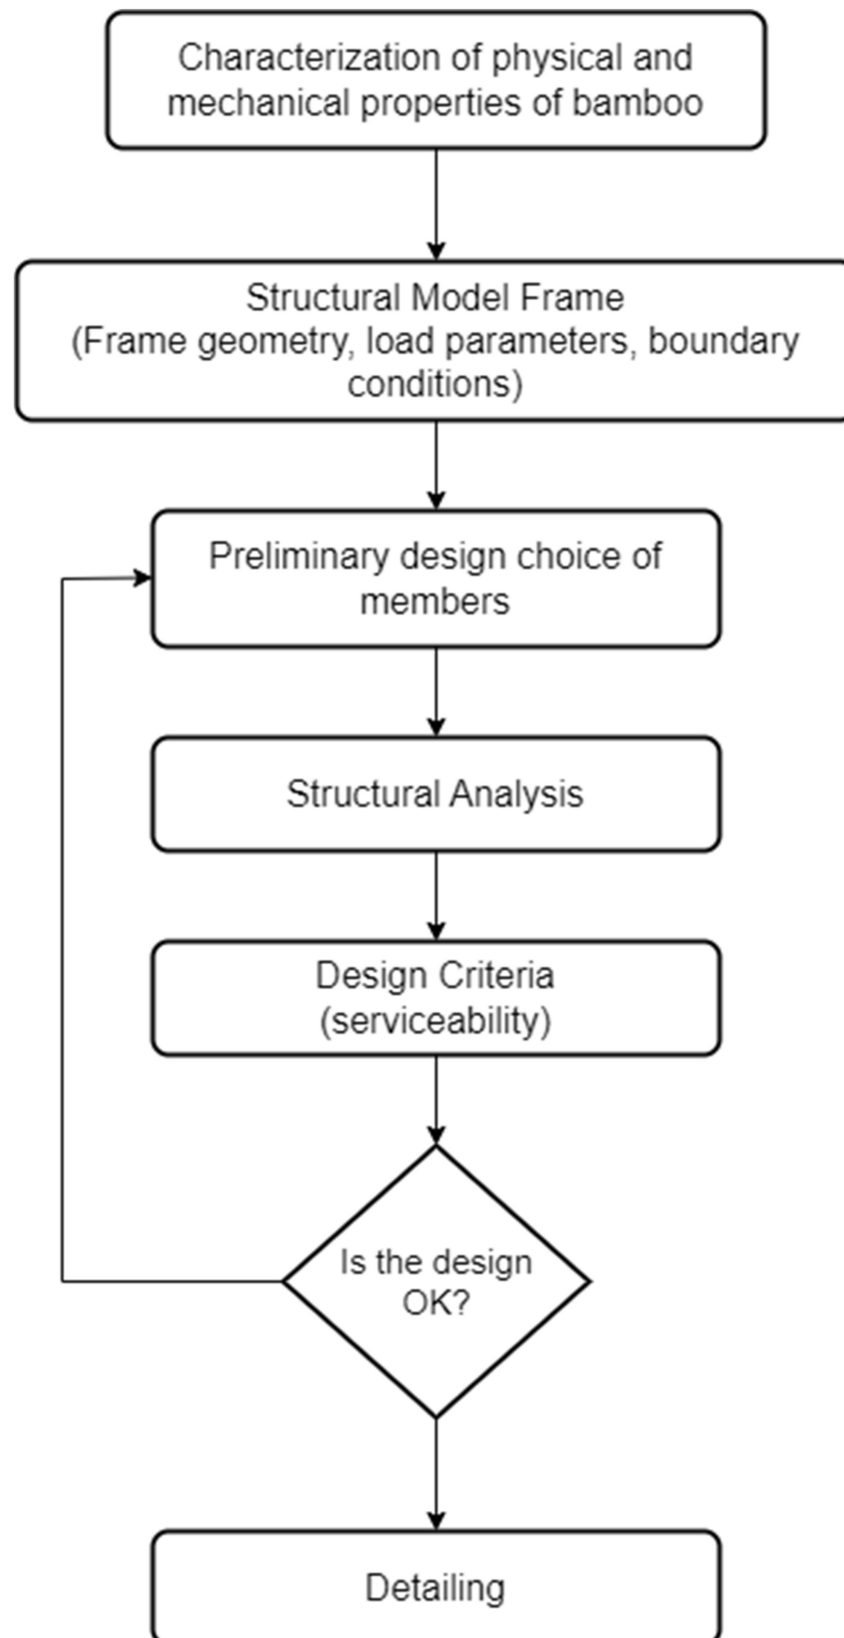 Characterization of physical and
mechanical properties of bamboo
Structural Model Frame
(Frame geometry, load parameters, boundary
conditions)
Preliminary design choice of
members
Structural Analysis
Design Criteria
(serviceability)
Is the design
OK?
Detailing